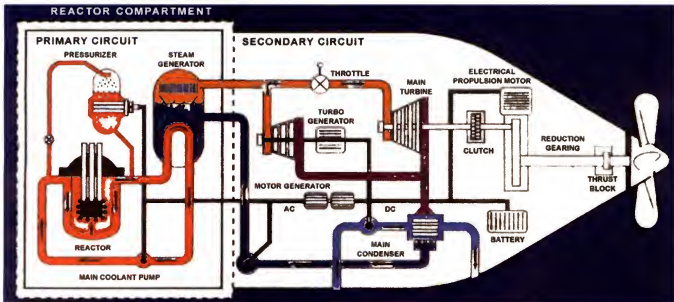 REACTOR COMPARTMENT
PRIMARY CIRCUIT
SECONDARY CIRCUIT
PRESSURIZER
STEAM
GENERATOR
THROTTLE
MAIN
TURBINE
ELECTRICAL
PROPULSION MOTOR
TURBO
GENERATOR
CLUTCH
REDUCTION
GEARING
THRUST
BLOCK
MOTOR GENERATOR
AC
DC
REACTOR
MAIN COOLANT PUMP
MAIN
CONDENSER
BATTERY